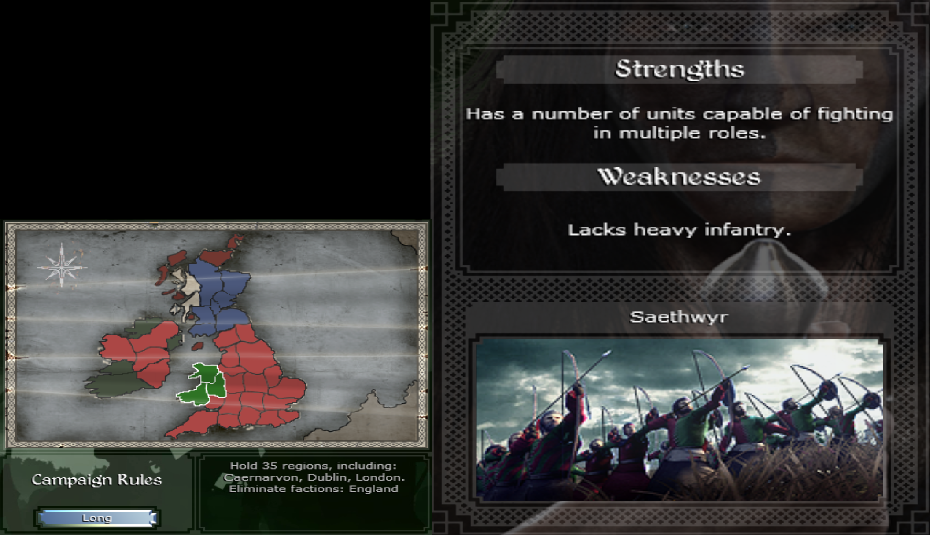 Strengths
Has a number of units capable of fighting
in multiple roles.
Weaknesses
Lacks heavy infantry.
Saethwyr
Campaign Rules
Long
Hold 35 regions, including:
Caernarvon, Dublin, London.
Eliminate factions: England